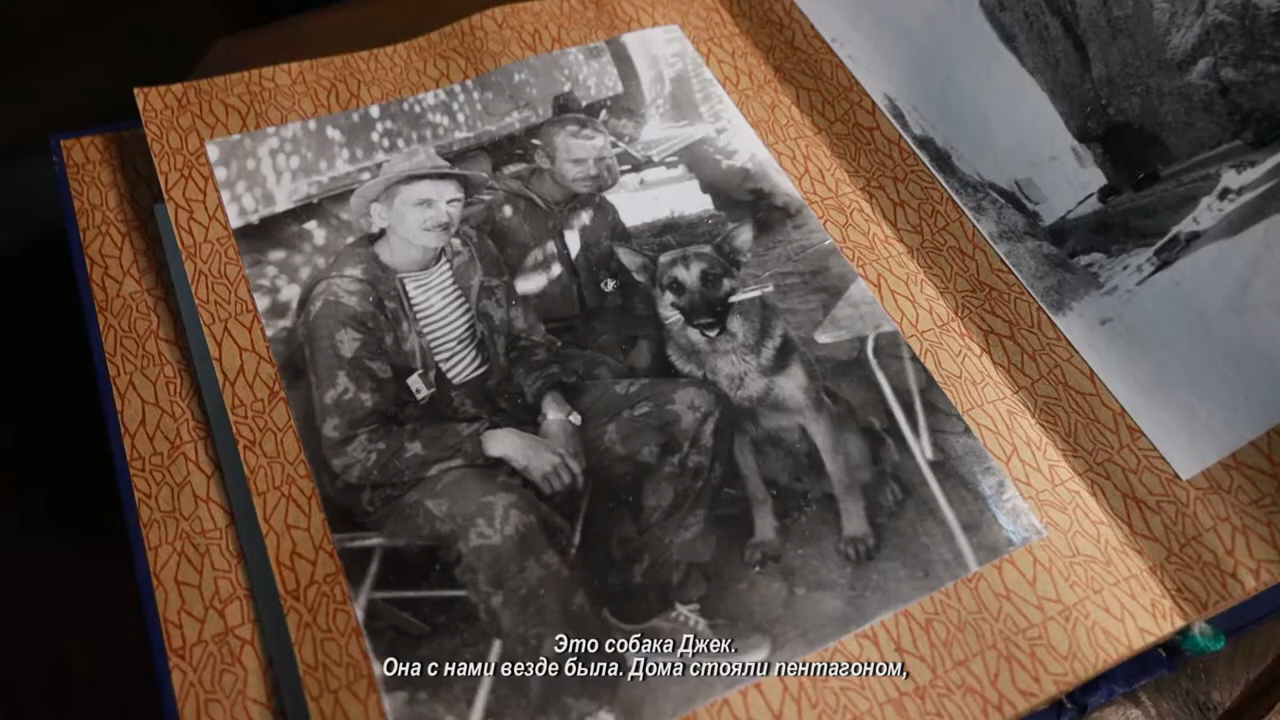 Это собака Джек.
Она с нами везде была. Дома стояли пентагоном,